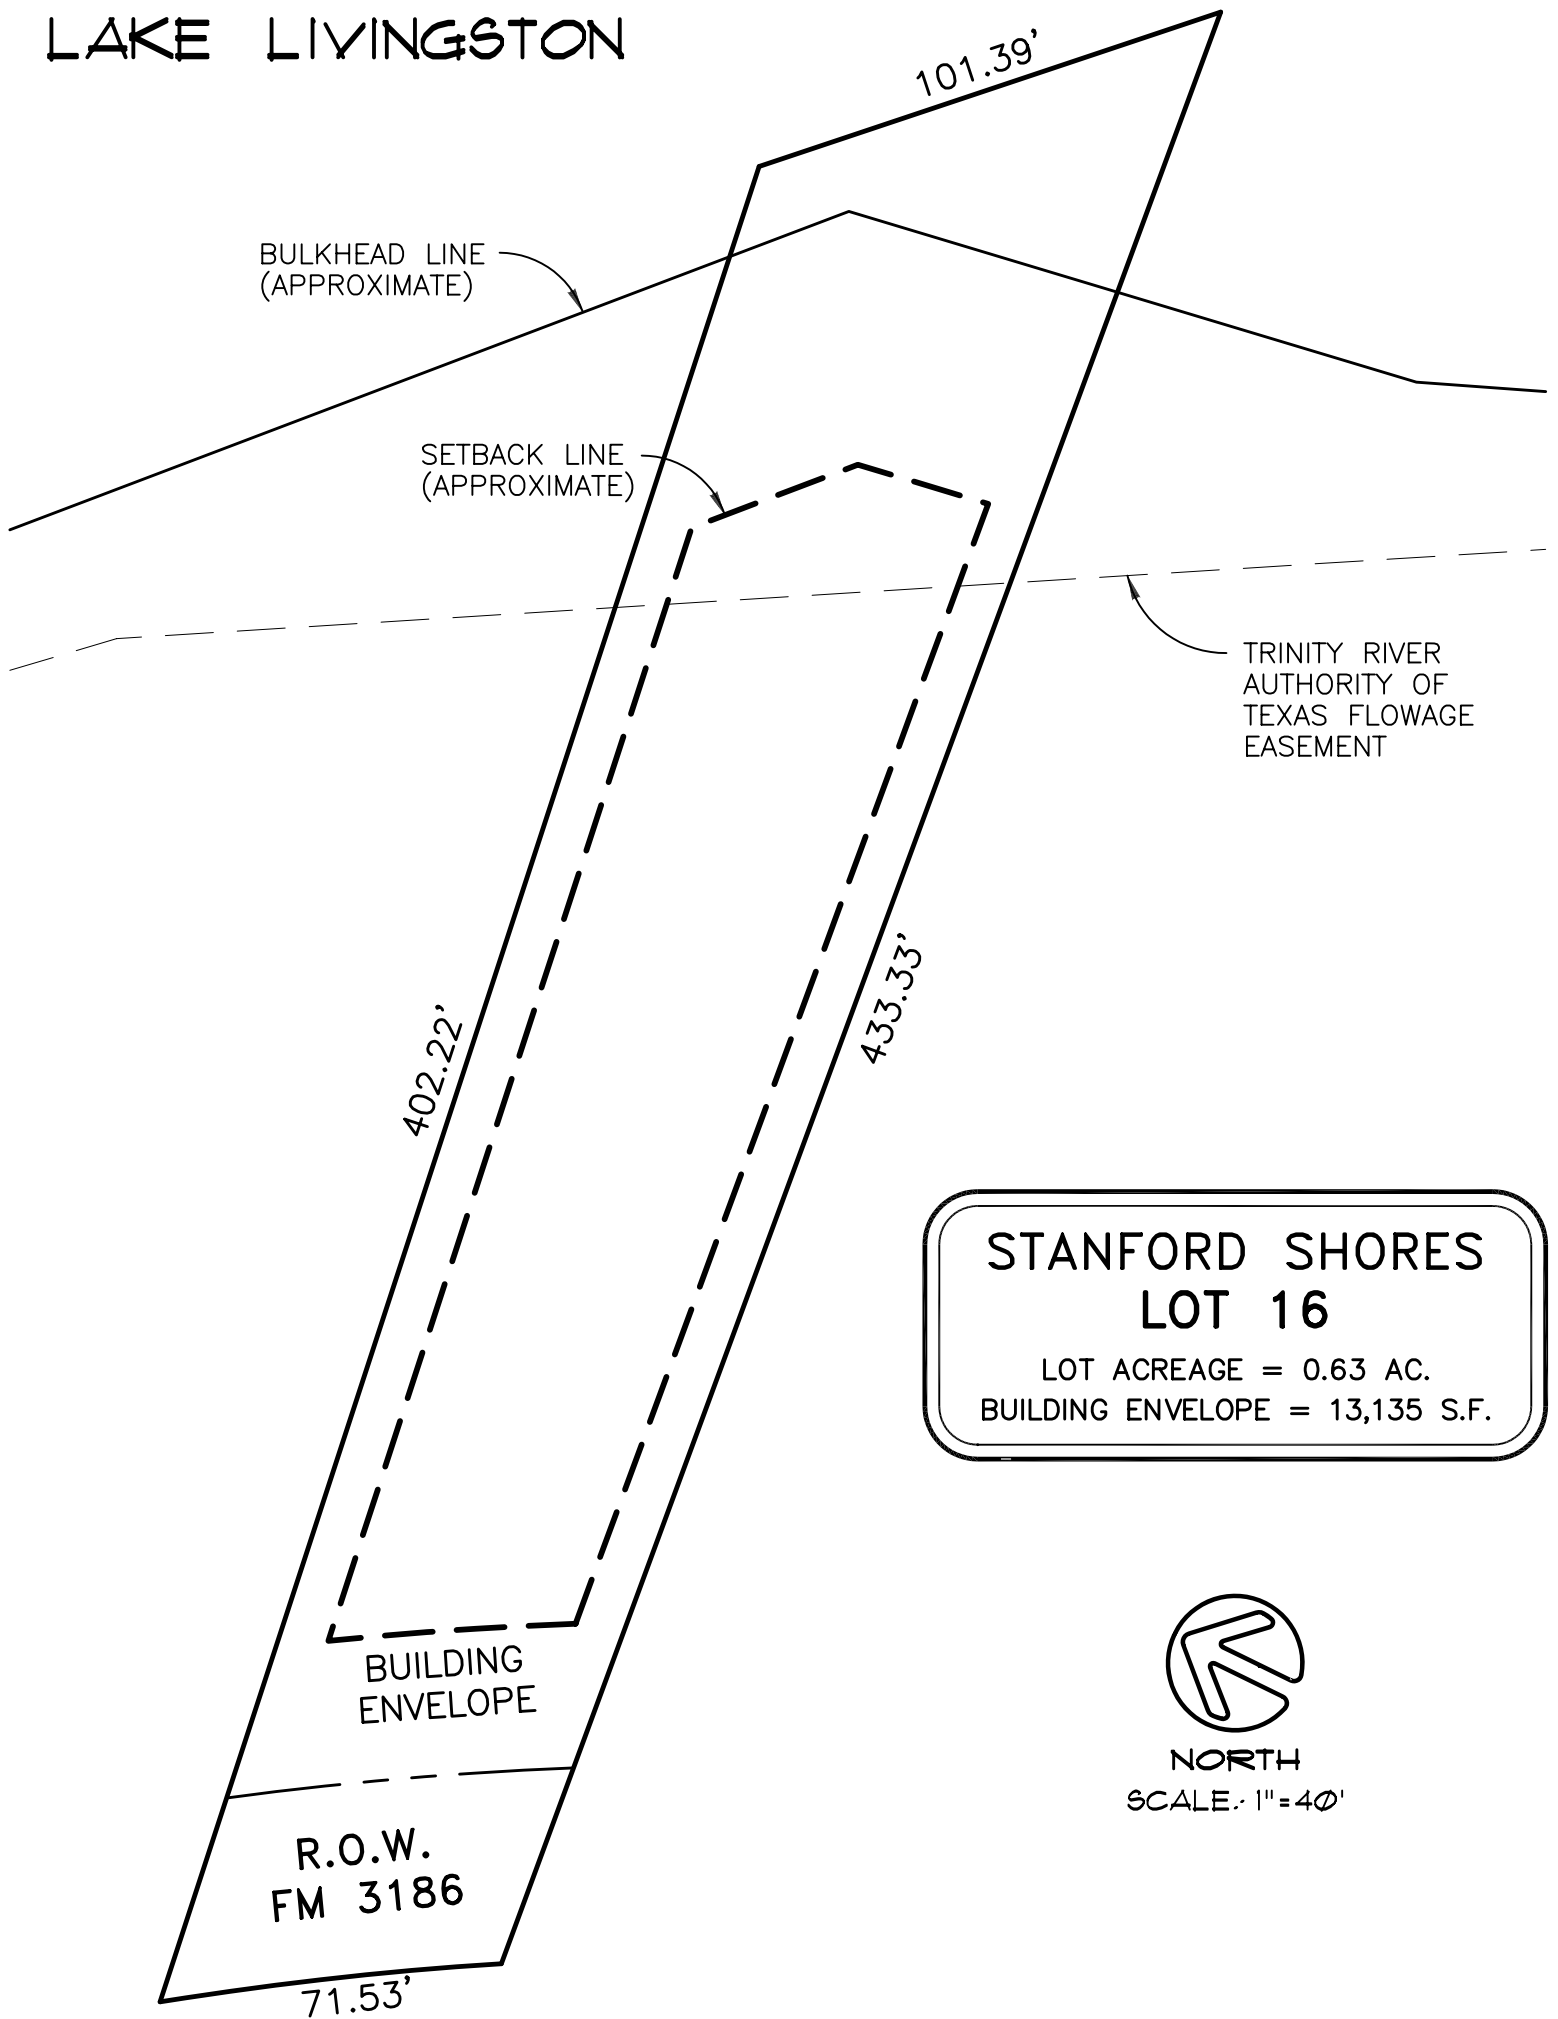 LAKE LIVINGSTON
101.39'
BULKHEAD LINE
(APPROXIMATE)
SETBACK LINE
(APPROXIMATE)
TRINITY RIVER
AUTHORITY OF
TEXAS FLOWAGE
EASEMENT
402.22'
433.33'
STANFORD SHORES
LOT 16
LOT ACREAGE = 0.63 AC.
BUILDING ENVELOPE = 13,135 S.F.
BUILDING
ENVELOPE
NORTH
SCALE: 1"=40'
R.O.W.
FM 3186
71.53'